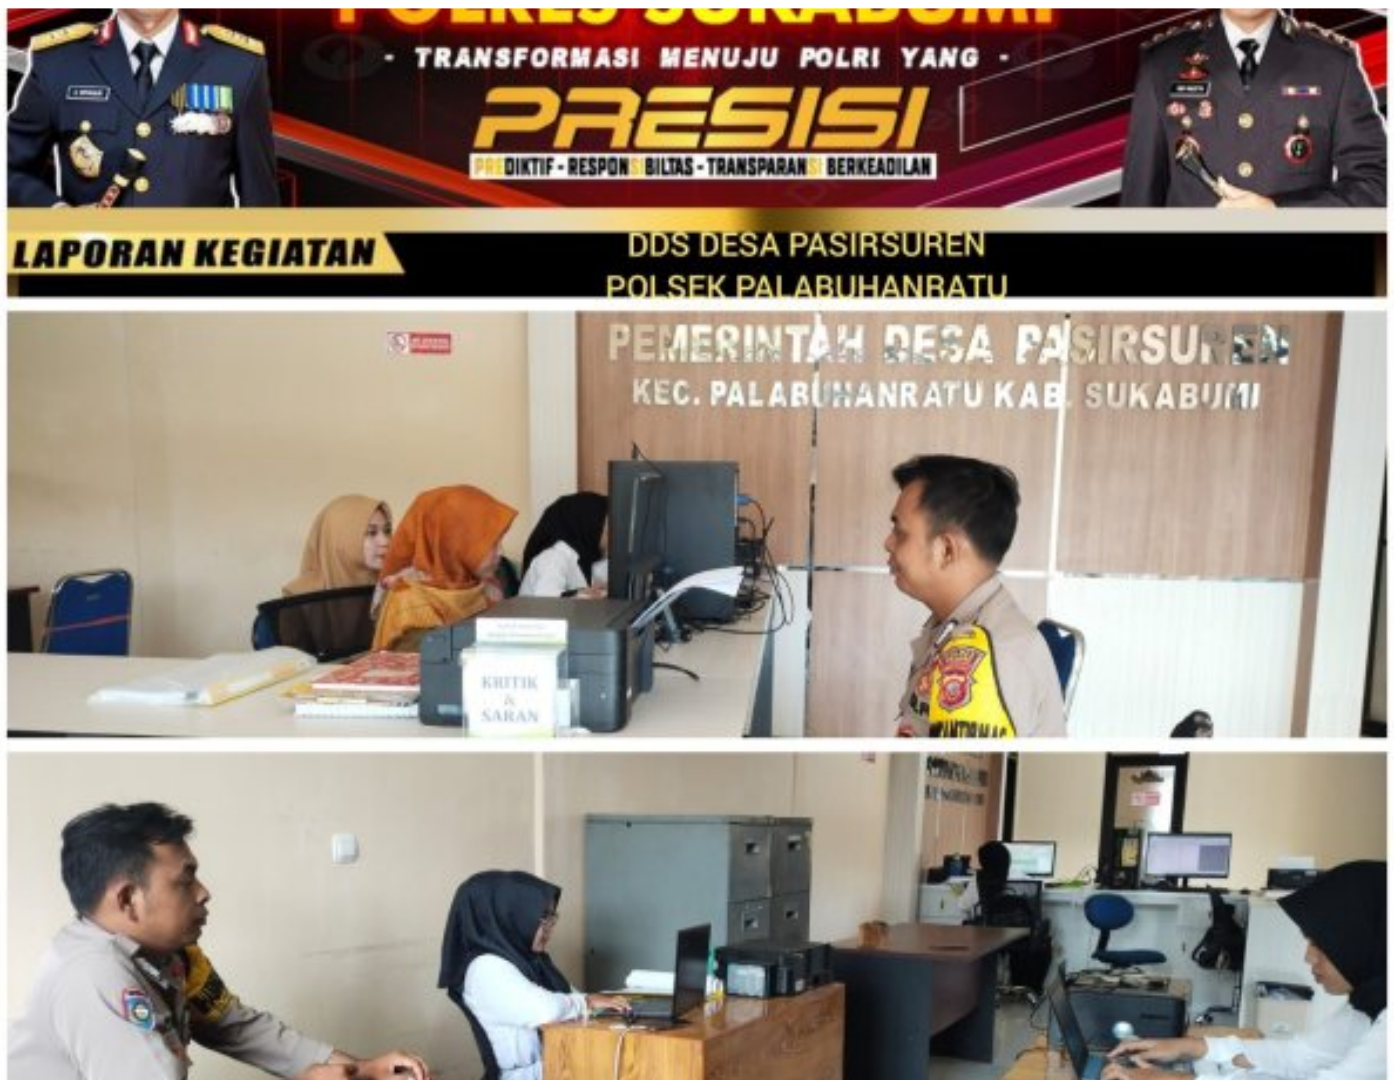 POLRES SUKABUMI
- TRANSFORMASI MENUJU POLRI YANG -
PRESISI
PREDIKTIF - RESPONSIBILTAS - TRANSPARANSI BERKEADILAN
LAPORAN KEGIATAN
DDS DESA PASIRSUREN
POLSEK PALABUHANRATU
PEMERINTAH DESA PASIRSUREN
KEC. PALABUHANRATU KAB. SUKABUMI
KRITIK
&
SARAN